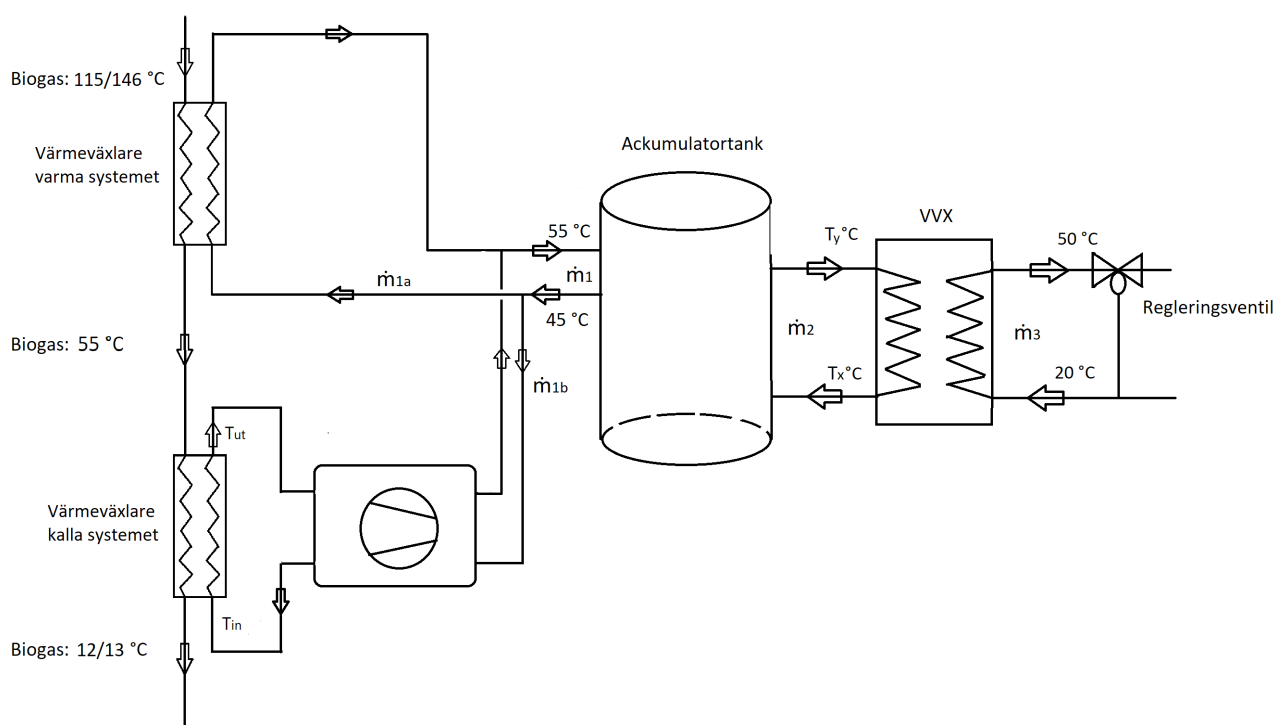 Biogas: 115/146 °C
Värmeväxlare
varma systemet
Ackumulatortank
VVX
55 °C
Ty°C
50 °C
ṁ1a
ṁ1
45 °C
ṁ2
ṁ3
Regleringsventil
Biogas: 55 °C
Tx°C
20 °C
ṁ1b
Tut
Värmeväxlare
kalla systemet
Tin
Biogas: 12/13 °C